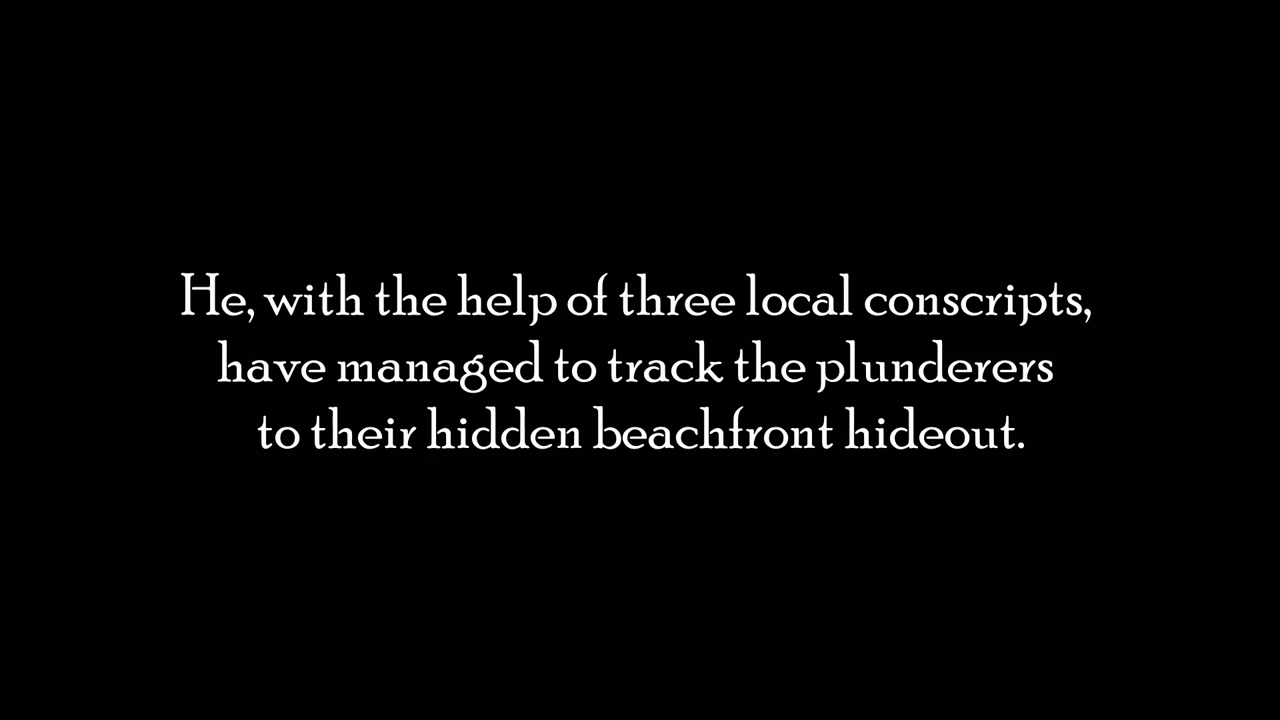 He, with the help of three local conscripts,
have managed to track the plunderers
to their hidden beachfront hideout.